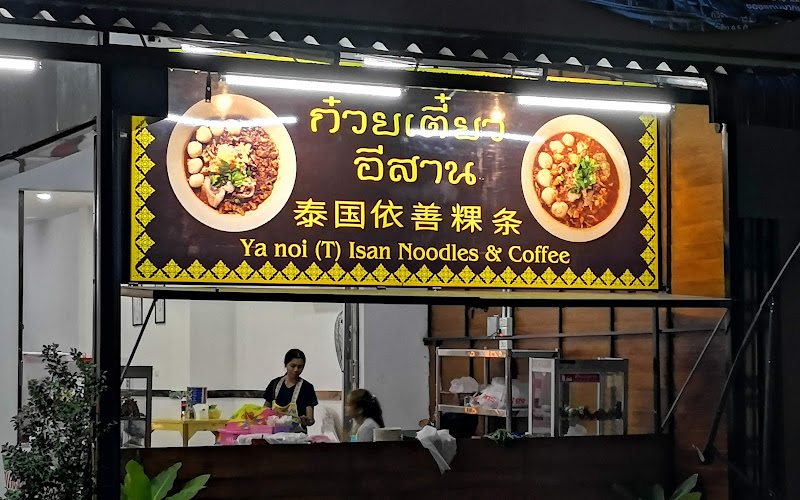 ก๋วยเตี๋ยว
อีสาน
泰国依善粿条
Ya noi (T) Isan Noodles & Coffee